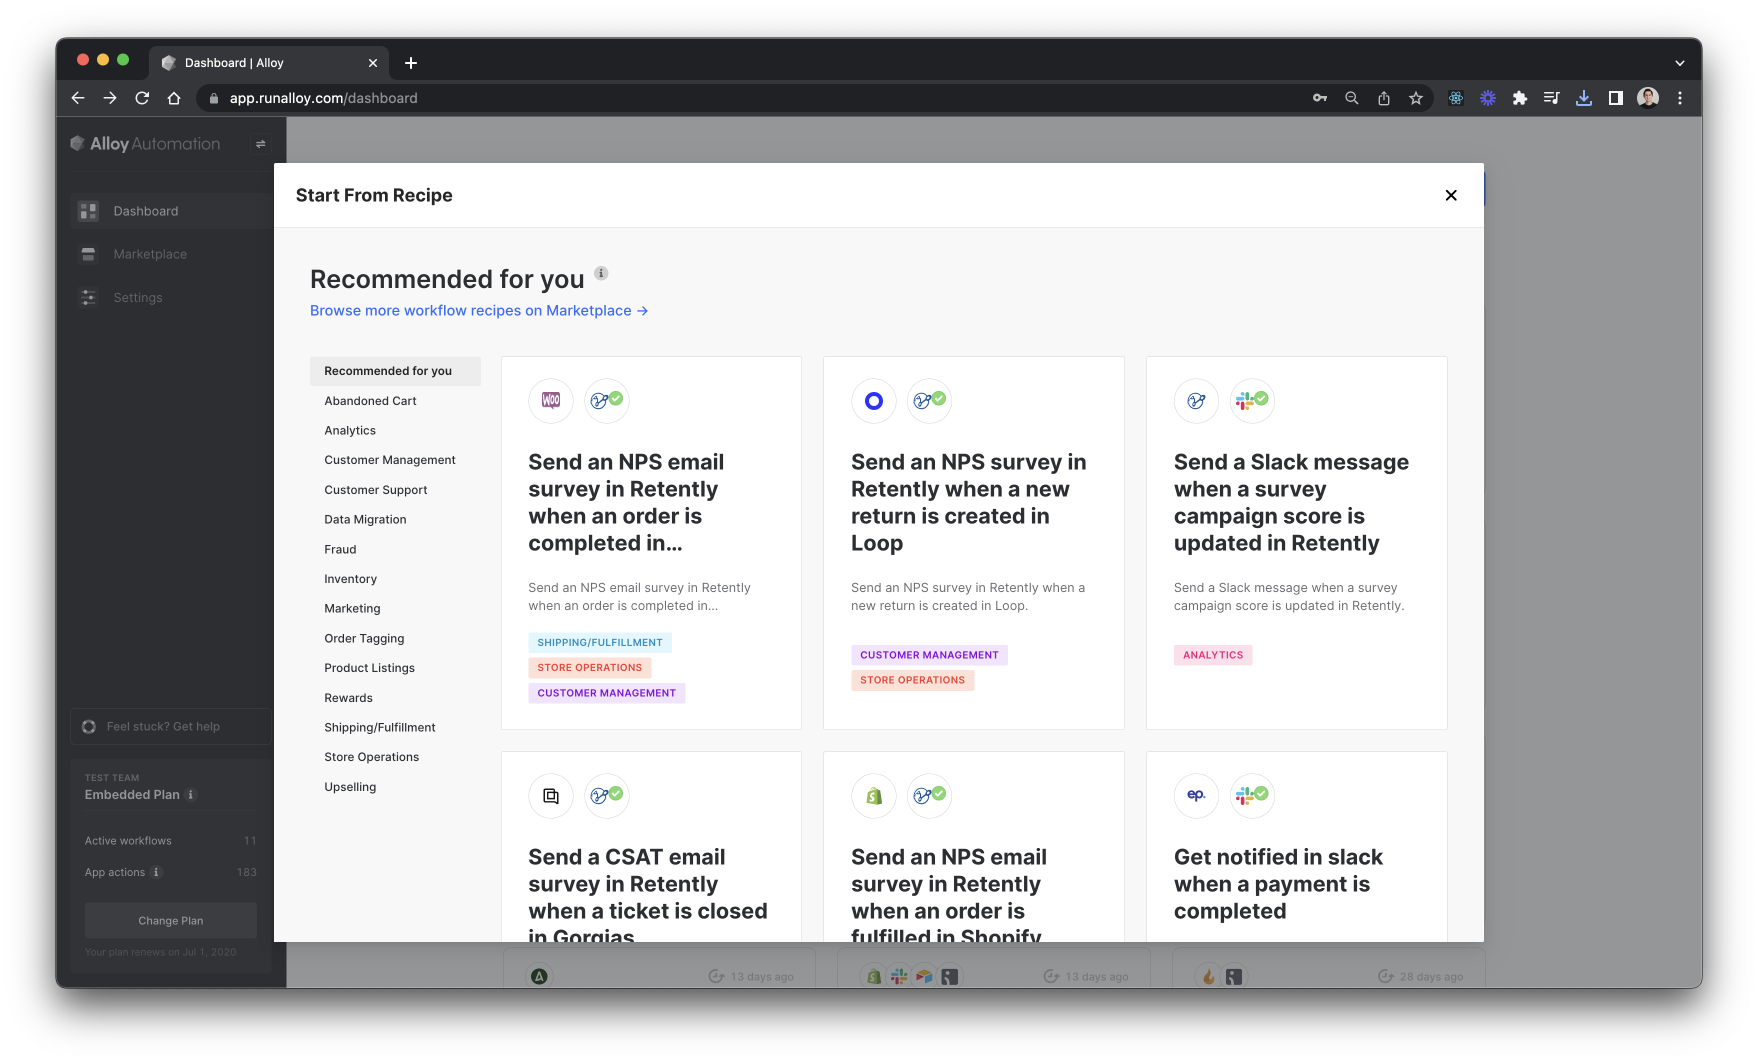 Dashboard | Alloy
app.runalloy.com/dashboard
Alloy Automation
Dashboard
Marketplace
Settings
Feel stuck? Get help
TEST TEAM
Embedded Plan
Active workflows 11
App actions 183
Change Plan
Your plan renews on Jul 1, 2020
Start From Recipe
Recommended for you
Browse more workflow recipes on Marketplace →
Recommended for you
Abandoned Cart
Analytics
Customer Management
Customer Support
Data Migration
Fraud
Inventory
Marketing
Order Tagging
Product Listings
Rewards
Shipping/Fulfillment
Store Operations
Upselling
WOO
Send an NPS email
survey in Retently
when an order is
completed in...
Send an NPS email survey in Retently
when an order is completed in...
SHIPPING/FULFILLMENT
STORE OPERATIONS
CUSTOMER MANAGEMENT
Send an NPS survey in
Retently when a new
return is created in
Loop
Send an NPS survey in Retently when a
new return is created in Loop.
CUSTOMER MANAGEMENT
STORE OPERATIONS
Send a Slack message
when a survey
campaign score is
updated in Retently
Send a Slack message when a survey
campaign score is updated in Retently.
ANALYTICS
Send a CSAT email
survey in Retently
when a ticket is closed
in Gorgias
Send an NPS email
survey in Retently
when an order is
fulfilled in Shopify
ep.
Get notified in slack
when a payment is
completed
13 days ago
13 days ago
28 days ago